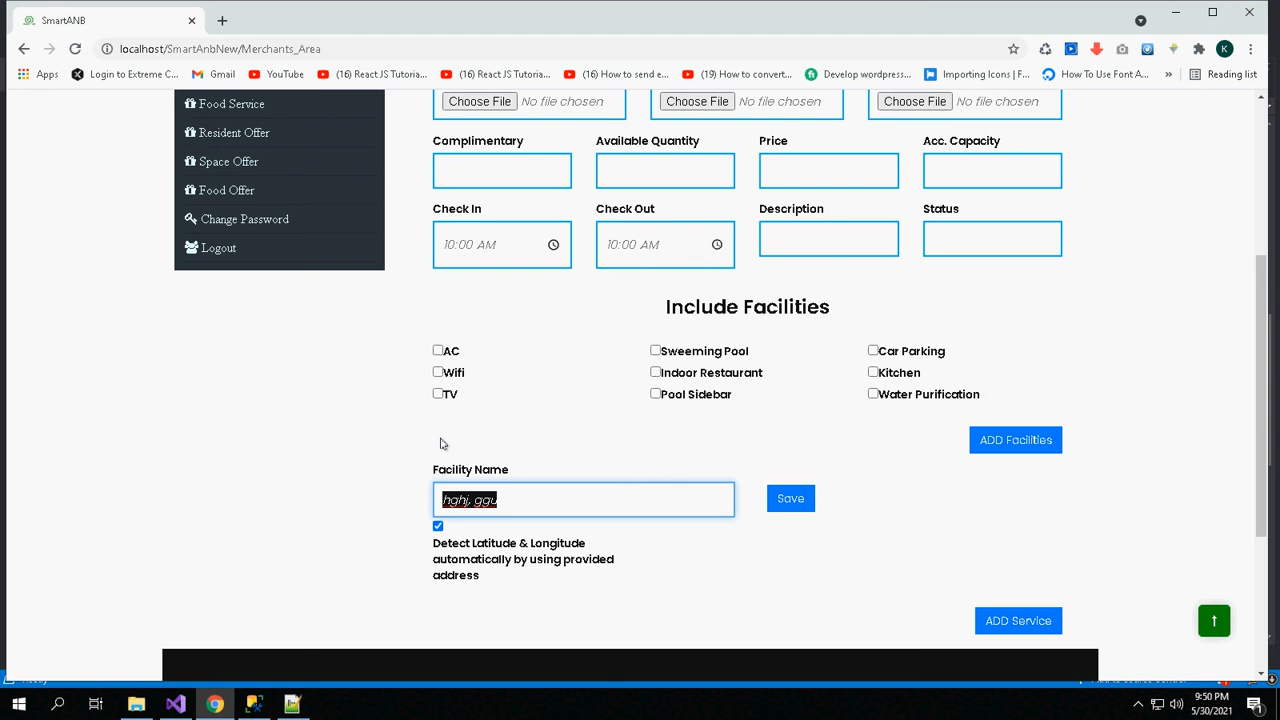 SmartANB
localhost/SmartAnbNew/Merchants_Area
K
Apps
Login to Extreme C...
Gmail
YouTube
(16) React JS Tutoria...
(16) React JS Tutoria...
(16) How to send e...
(19) How to convert...
Develop wordpress...
Importing Icons | F...
How To Use Font A...
»
Reading list
Food Service
Resident Offer
Space Offer
Food Offer
Change Password
Logout
Choose File No file chosen
Choose File No file chosen
Choose File No file chosen
Complimentary
Available Quantity
Price
Acc. Capacity
Check In
Check Out
Description
Status
10:00 AM
10:00 AM
Include Facilities
AC
Sweeming Pool
Car Parking
Wifi
Indoor Restaurant
Kitchen
TV
Pool Sidebar
Water Purification
ADD Facilities
Facility Name
hghj, ggu
Save
Detect Latitude & Longitude
automatically by using provided
address
ADD Service
9:50 PM
5/30/2021